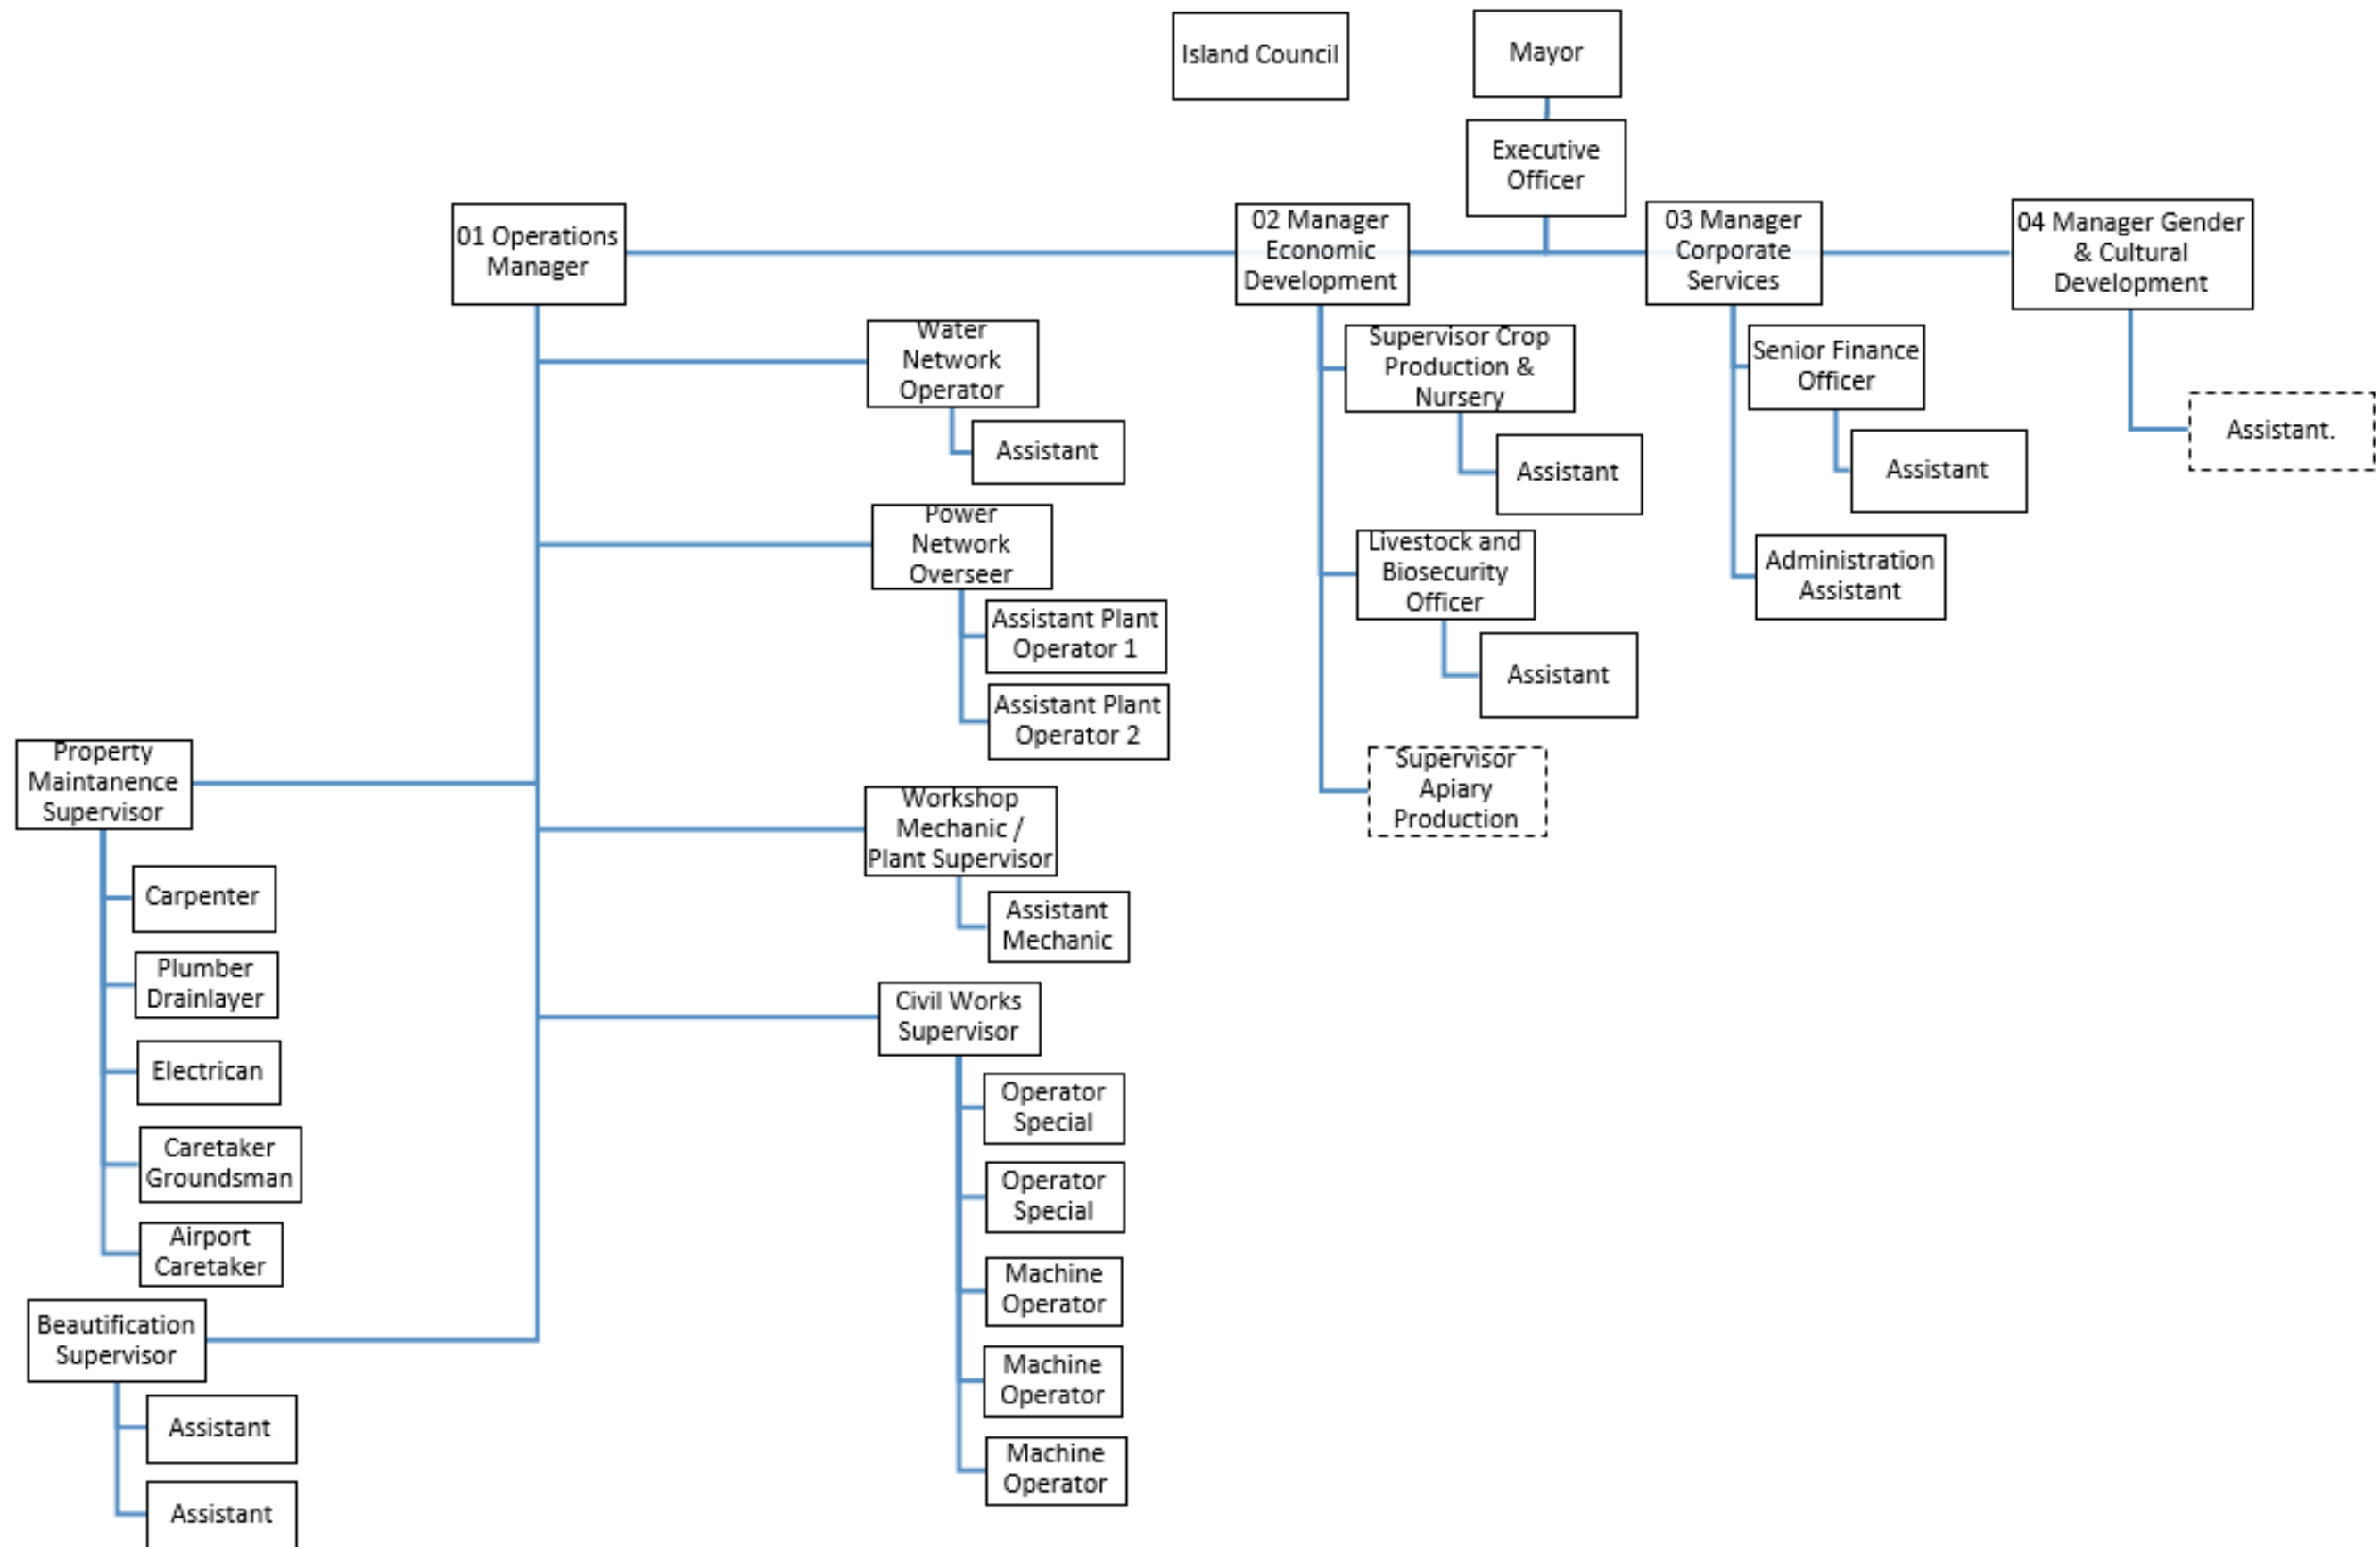 Island Council
Mayor
Executive
Officer
01 Operations
Manager
02 Manager
Economic
Development
03 Manager
Corporate
Services
04 Manager Gender
& Cultural
Development
Water
Network
Operator
Assistant
Power
Network
Overseer
Assistant Plant
Operator 1
Assistant Plant
Operator 2
Workshop
Mechanic /
Plant Supervisor
Assistant
Mechanic
Civil Works
Supervisor
Operator
Special
Operator
Special
Machine
Operator
Machine
Operator
Machine
Operator
Property
Maintanence
Supervisor
Carpenter
Plumber
Drainlayer
Electrican
Caretaker
Groundsman
Airport
Caretaker
Beautification
Supervisor
Assistant
Assistant
Supervisor Crop
Production &
Nursery
Assistant
Livestock and
Biosecurity
Officer
Assistant
Supervisor
Apiary
Production
Senior Finance
Officer
Assistant
Administration
Assistant
Assistant.